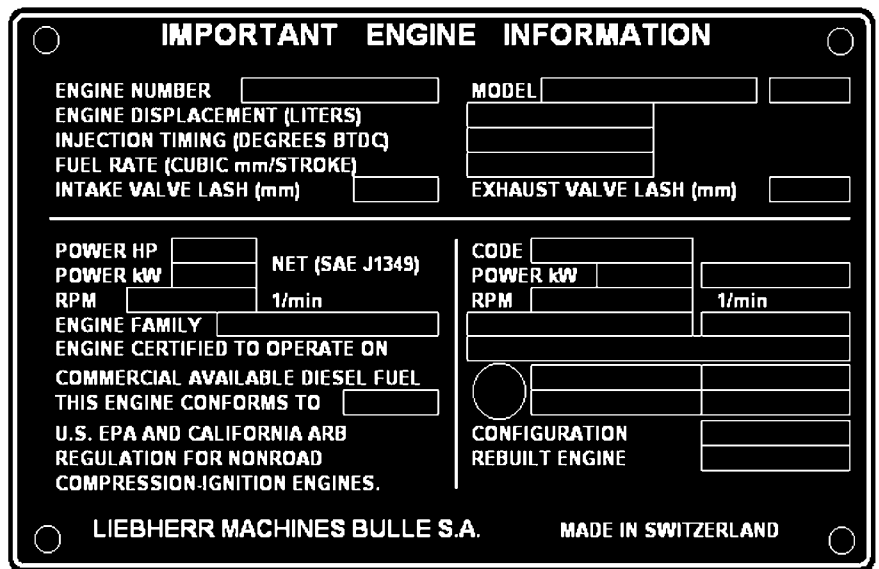 IMPORTANT ENGINE INFORMATION
ENGINE NUMBER MODEL
ENGINE DISPLACEMENT (LITERS)
INJECTION TIMING (DEGREES BTDC)
FUEL RATE (CUBIC mm/STROKE)
INTAKE VALVE LASH (mm) EXHAUST VALVE LASH (mm)
POWER HP
POWER kW NET (SAE J1349)
RPM 1/min
ENGINE FAMILY
ENGINE CERTIFIED TO OPERATE ON
COMMERCIAL AVAILABLE DIESEL FUEL
THIS ENGINE CONFORMS TO
U.S. EPA AND CALIFORNIA ARB
REGULATION FOR NONROAD
COMPRESSION-IGNITION ENGINES.
CODE
POWER kW
RPM 1/min
CONFIGURATION
REBUILT ENGINE
LIEBHERR MACHINES BULLE S.A. MADE IN SWITZERLAND